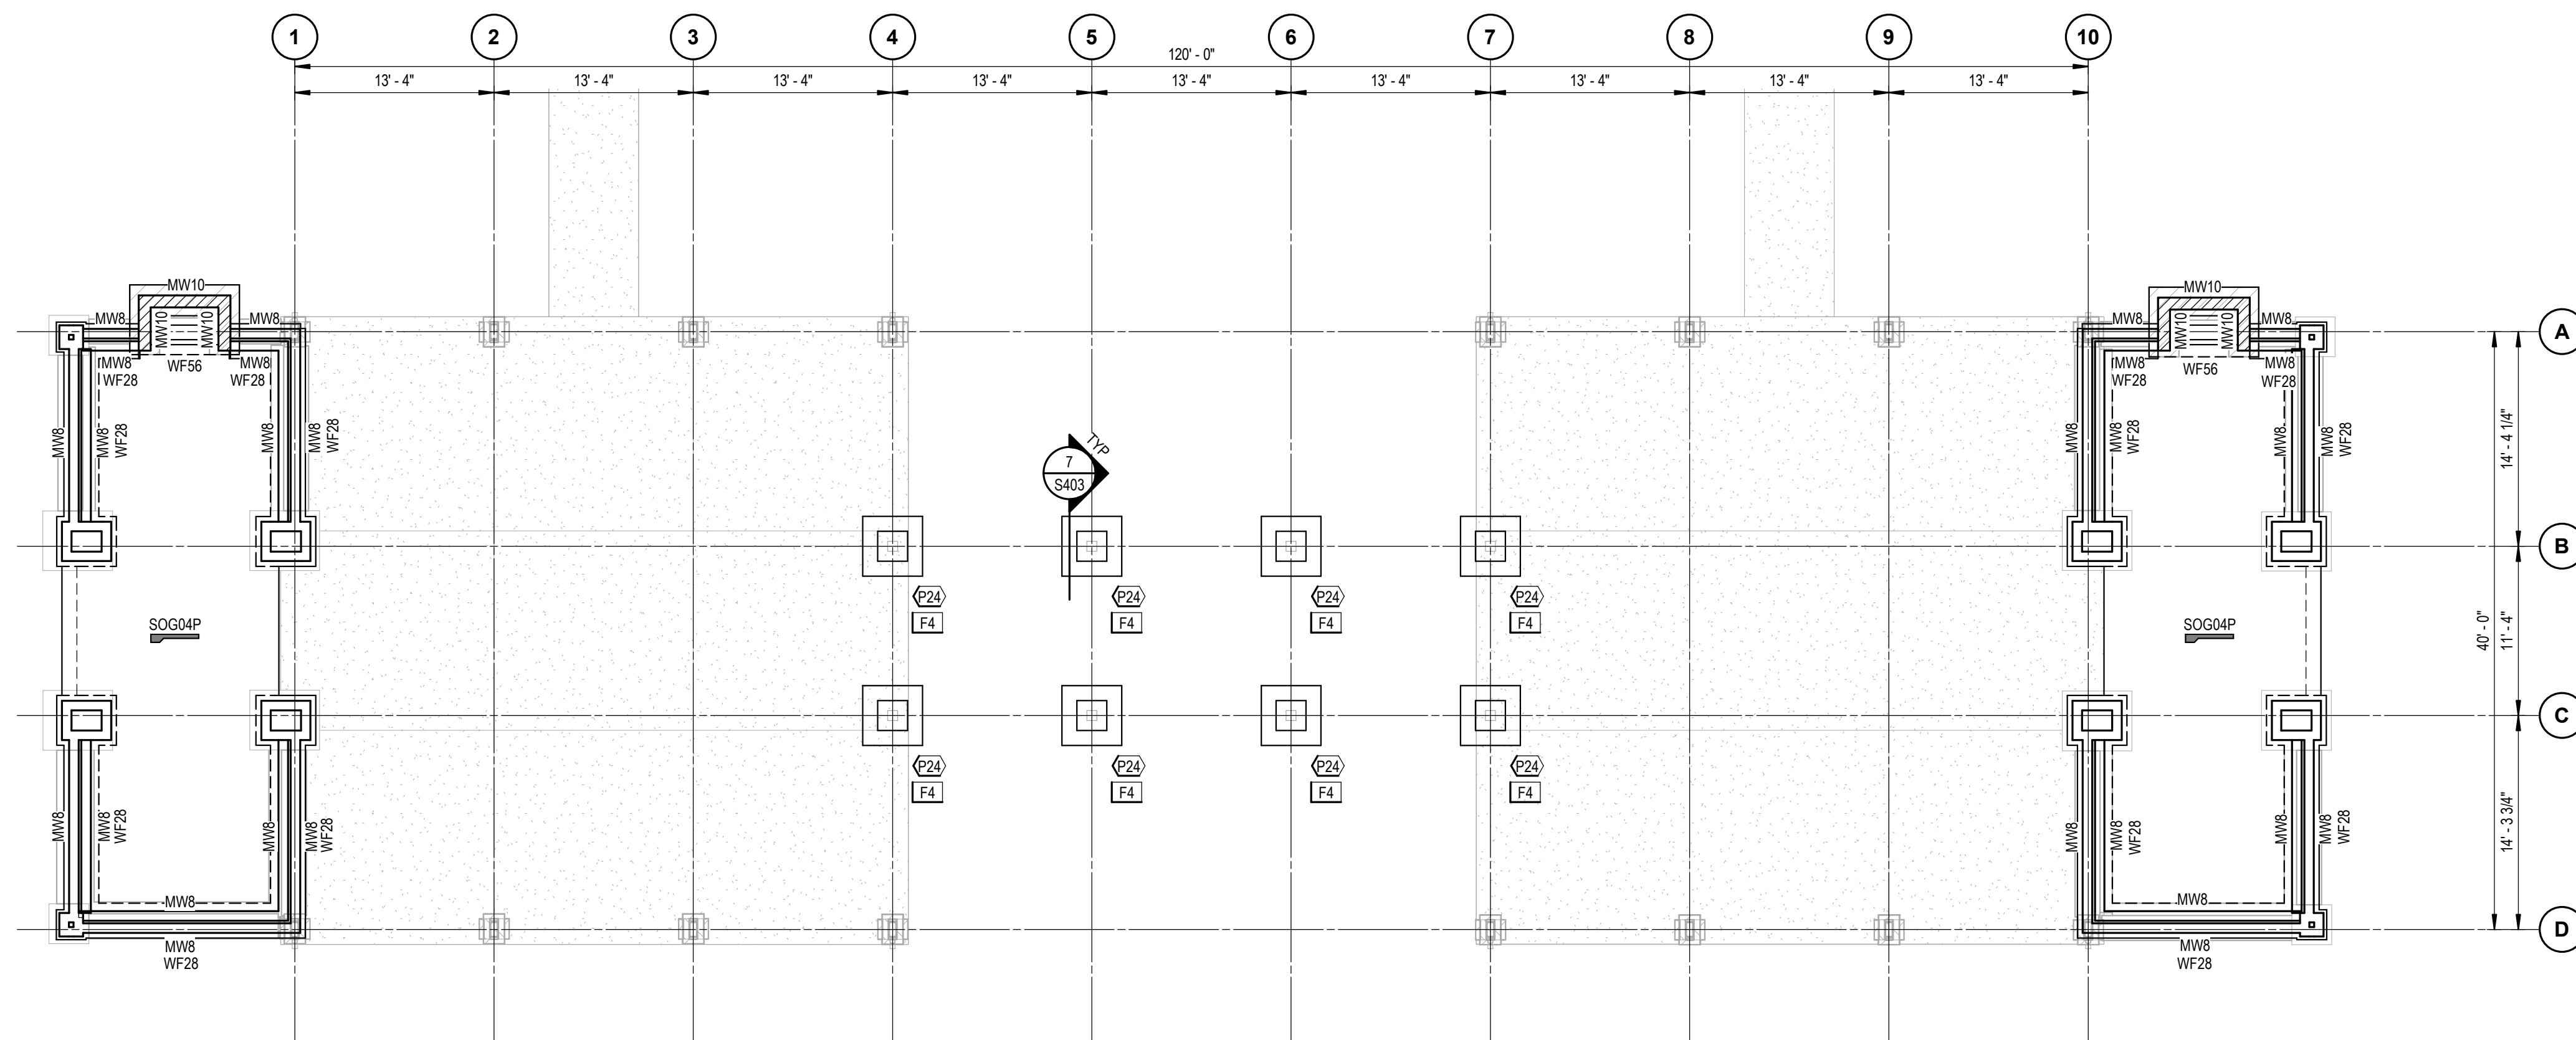 1 2 3 4 5 6 7 8 9 10
120' - 0"
13' - 4" 13' - 4" 13' - 4" 13' - 4" 13' - 4" 13' - 4" 13' - 4" 13' - 4" 13' - 4"
MW10 MW10
MW8 MW8 MW8 MW8
MW10 MW10 MW10 MW10
A
MW8 WF56 MW8 MW8 WF56 MW8
WF28 WF28 WF28 WF28
MW8 MW8 WF28 MW8 MW8 WF28 MW8 MW8 WF28 MW8 MW8 WF28
14' - 4 1/4"
TYP
7
S403
B
P24 P24 P24 P24
F4 F4 F4 F4
SOG04P SOG04P
40' - 0" 11' - 4"
C
P24 P24 P24 P24
F4 F4 F4 F4
MW8 MW8 WF28 MW8 MW8 WF28 MW8 MW8 WF28 MW8 MW8 WF28
14' - 3 3/4"
MW8 MW8
D
MW8 MW8
WF28 WF28